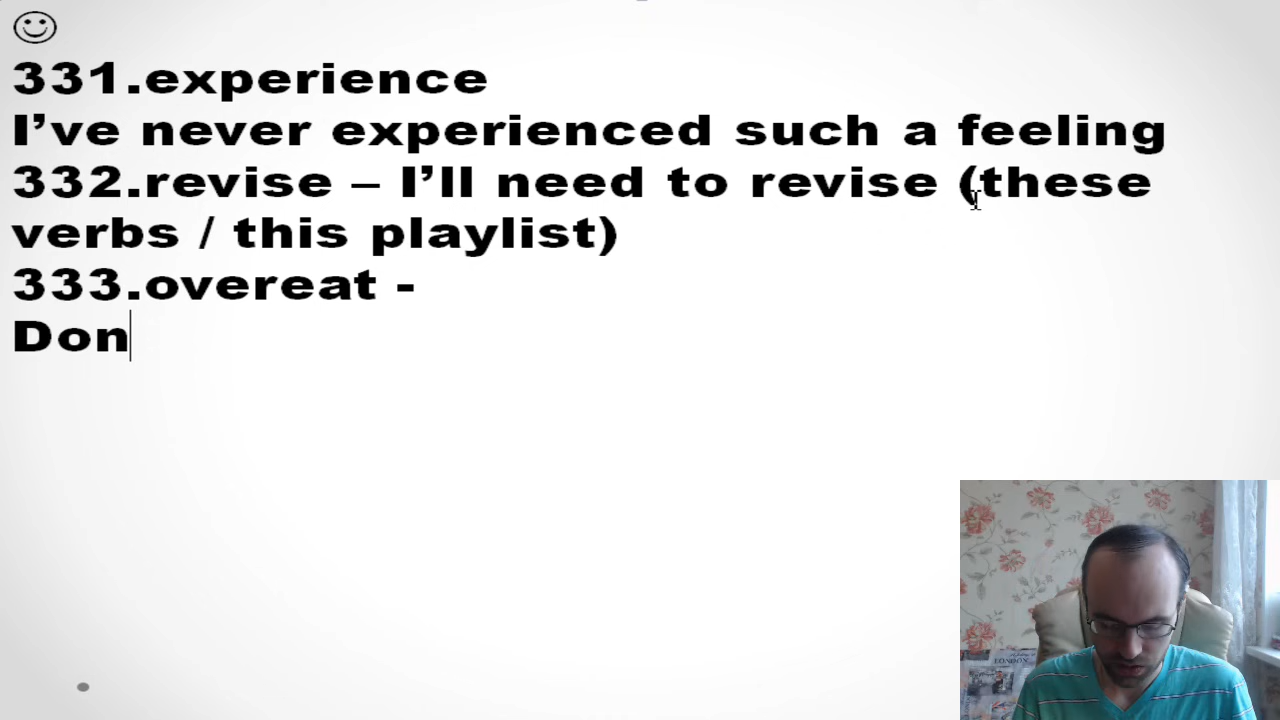 331.experience
I’ve never experienced such a feeling
332.revise – I’ll need to revise (these
verbs / this playlist)
333.overeat -
Don
LONDON